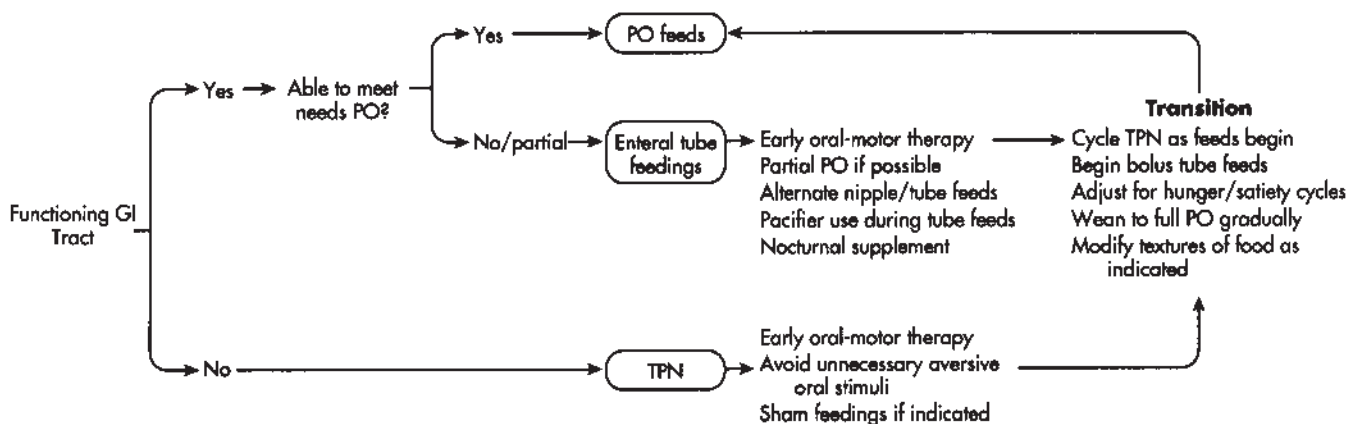 Yes
PO feeds
Yes
Able to meet
needs PO?
Transition
No/partial
Enteral tube
feedings
Early oral-motor therapy
Partial PO if possible
Alternate nipple/tube feeds
Pacifier use during tube feeds
Nocturnal supplement
Cycle TPN as feeds begin
Begin bolus tube feeds
Adjust for hunger/satiety cycles
Wean to full PO gradually
Modify textures of food as
indicated
Functioning GI
Tract
No
TPN
Early oral-motor therapy
Avoid unnecessary aversive
oral stimuli
Sham feedings if indicated